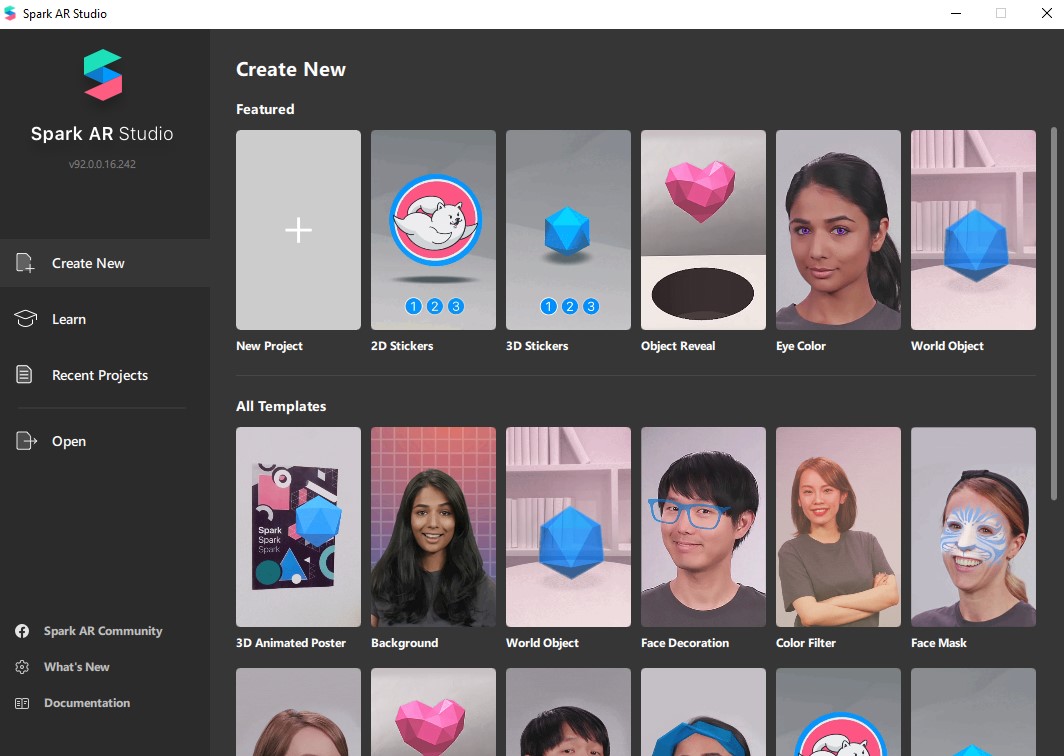 Spark AR Studio
Spark AR Studio
v92.0.0.16.242
Create New
Learn
Recent Projects
Open
Spark AR Community
What's New
Documentation
Create New
Featured
1 2 3
1 2 3
New Project
2D Stickers
3D Stickers
Object Reveal
Eye Color
World Object
All Templates
Spark
Spark
Spark
3D Animated Poster
Background
World Object
Face Decoration
Color Filter
Face Mask